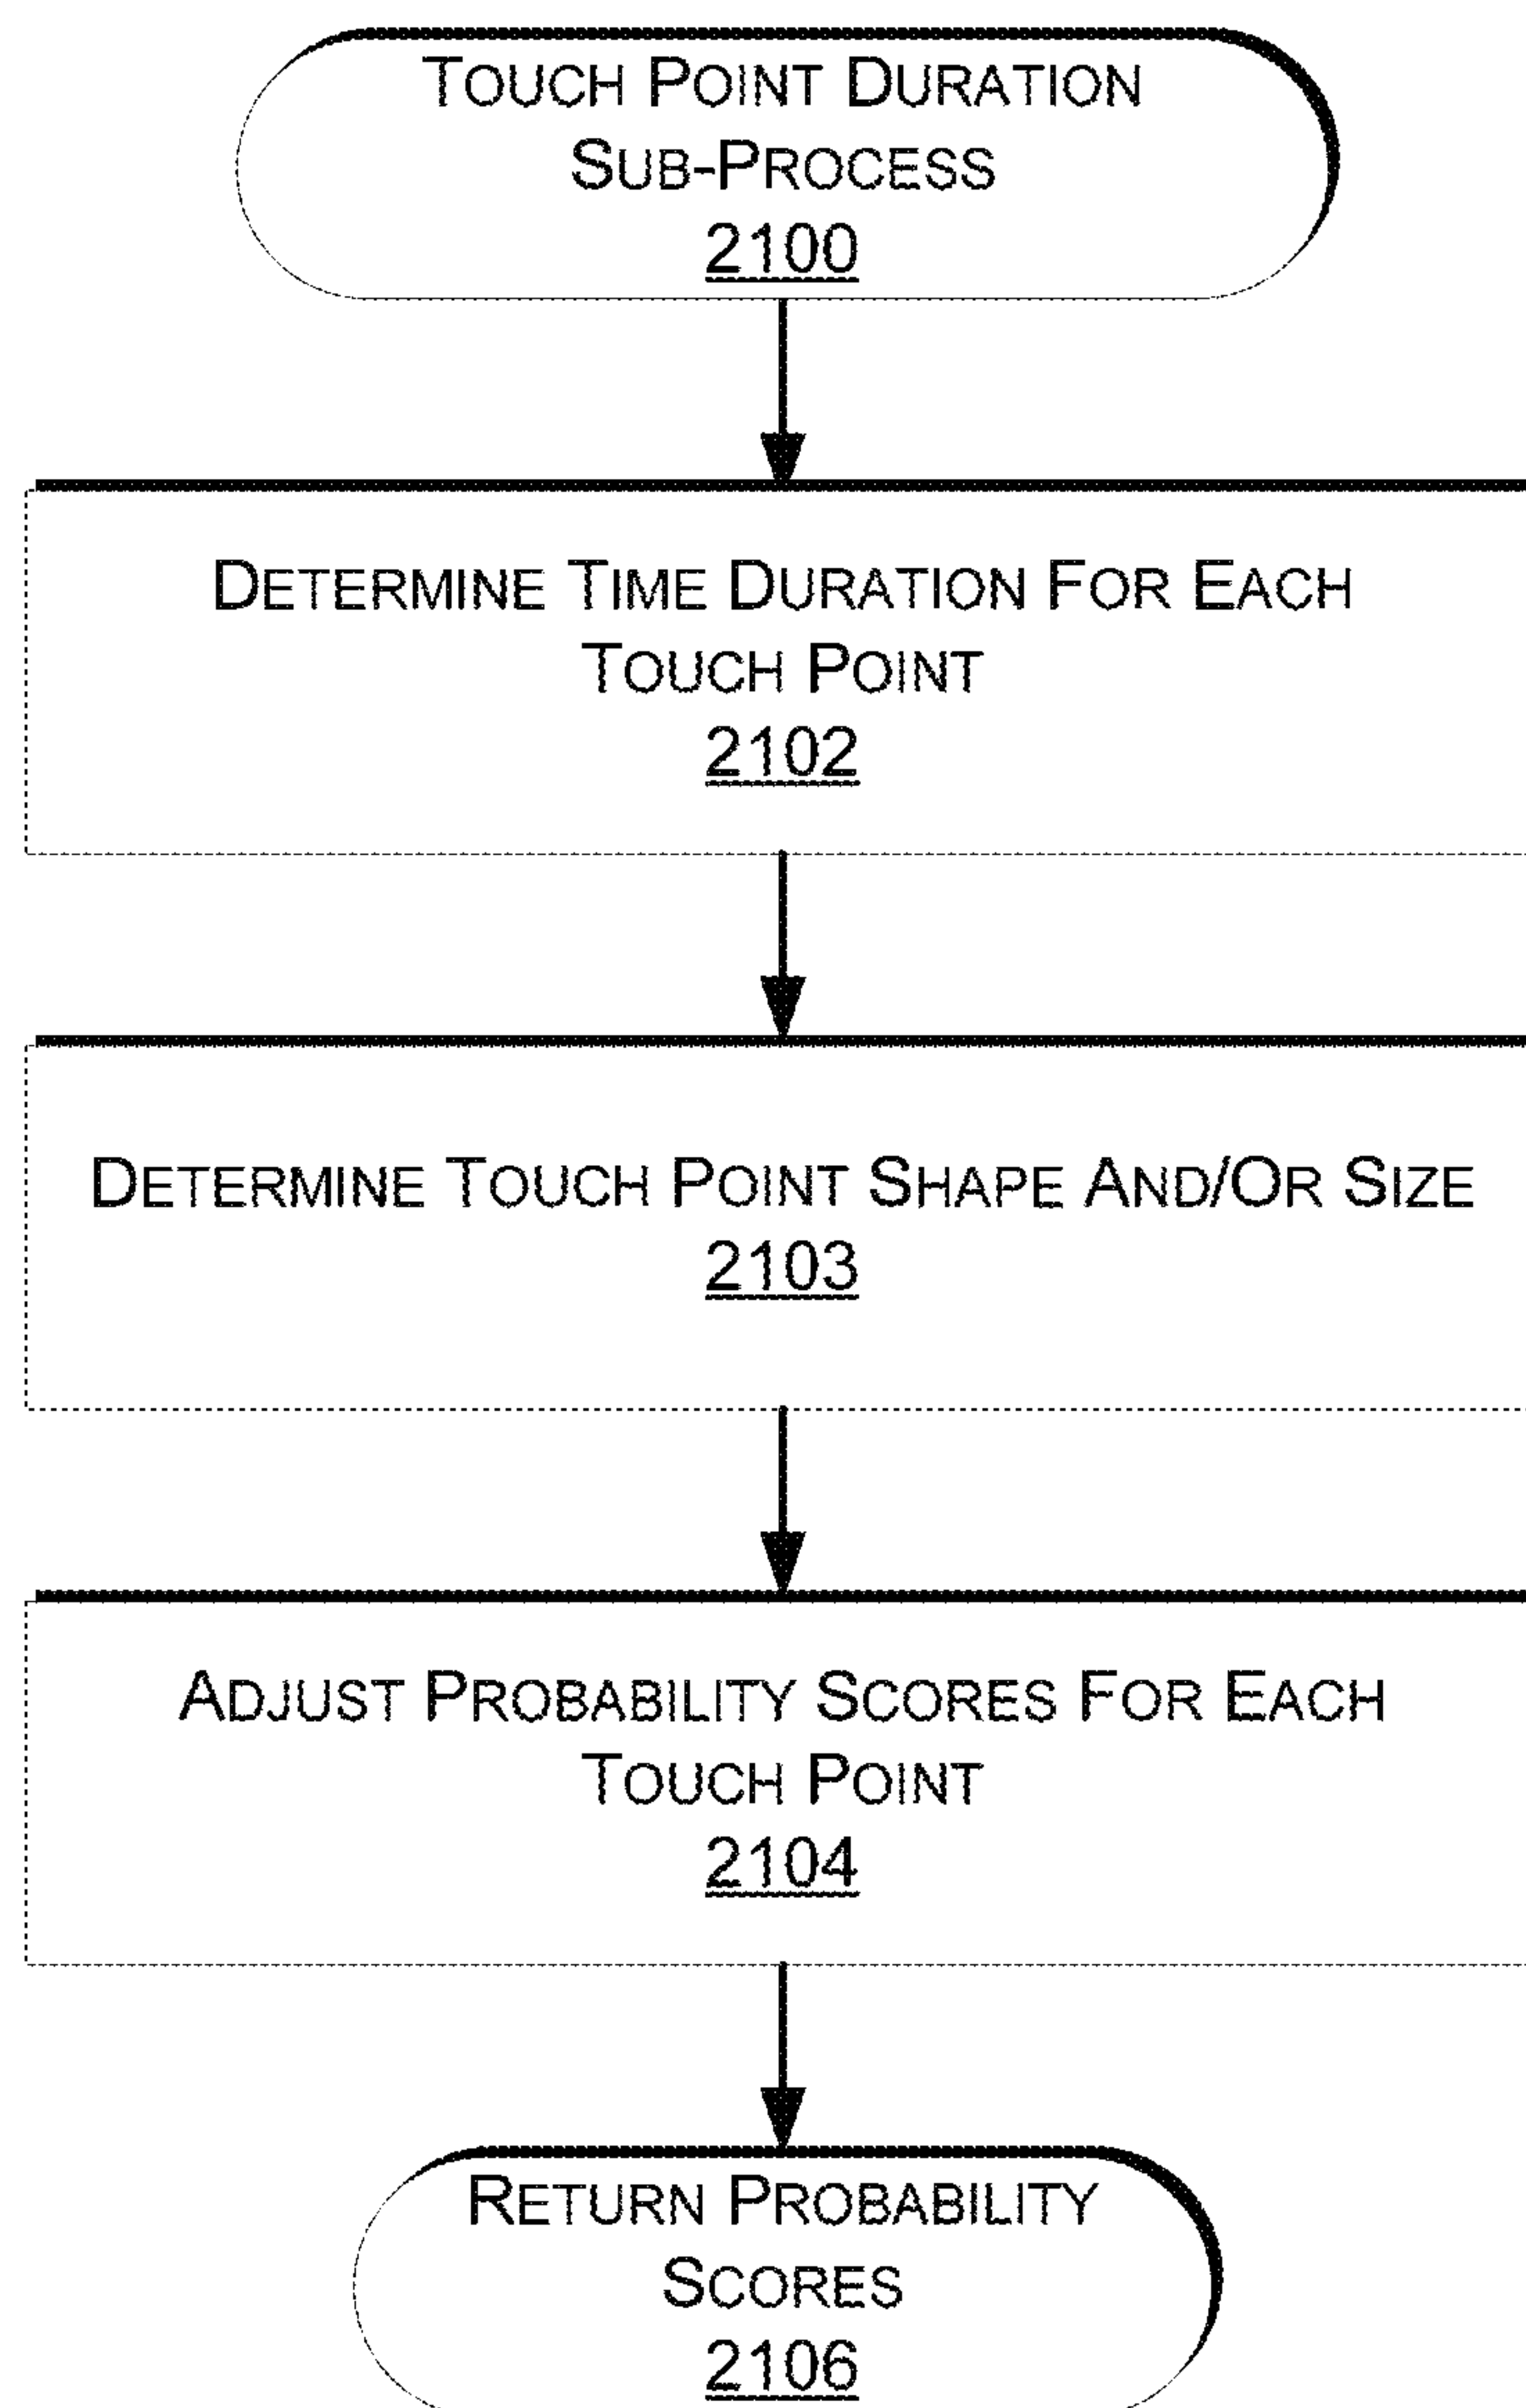 TOUCH POINT DURATION
SUB-PROCESS
2100
DETERMINE TIME DURATION FOR EACH
TOUCH POINT
2102
DETERMINE TOUCH POINT SHAPE AND/OR SIZE
2103
ADJUST PROBABILITY SCORES FOR EACH
TOUCH POINT
2104
RETURN PROBABILITY
SCORES
2106